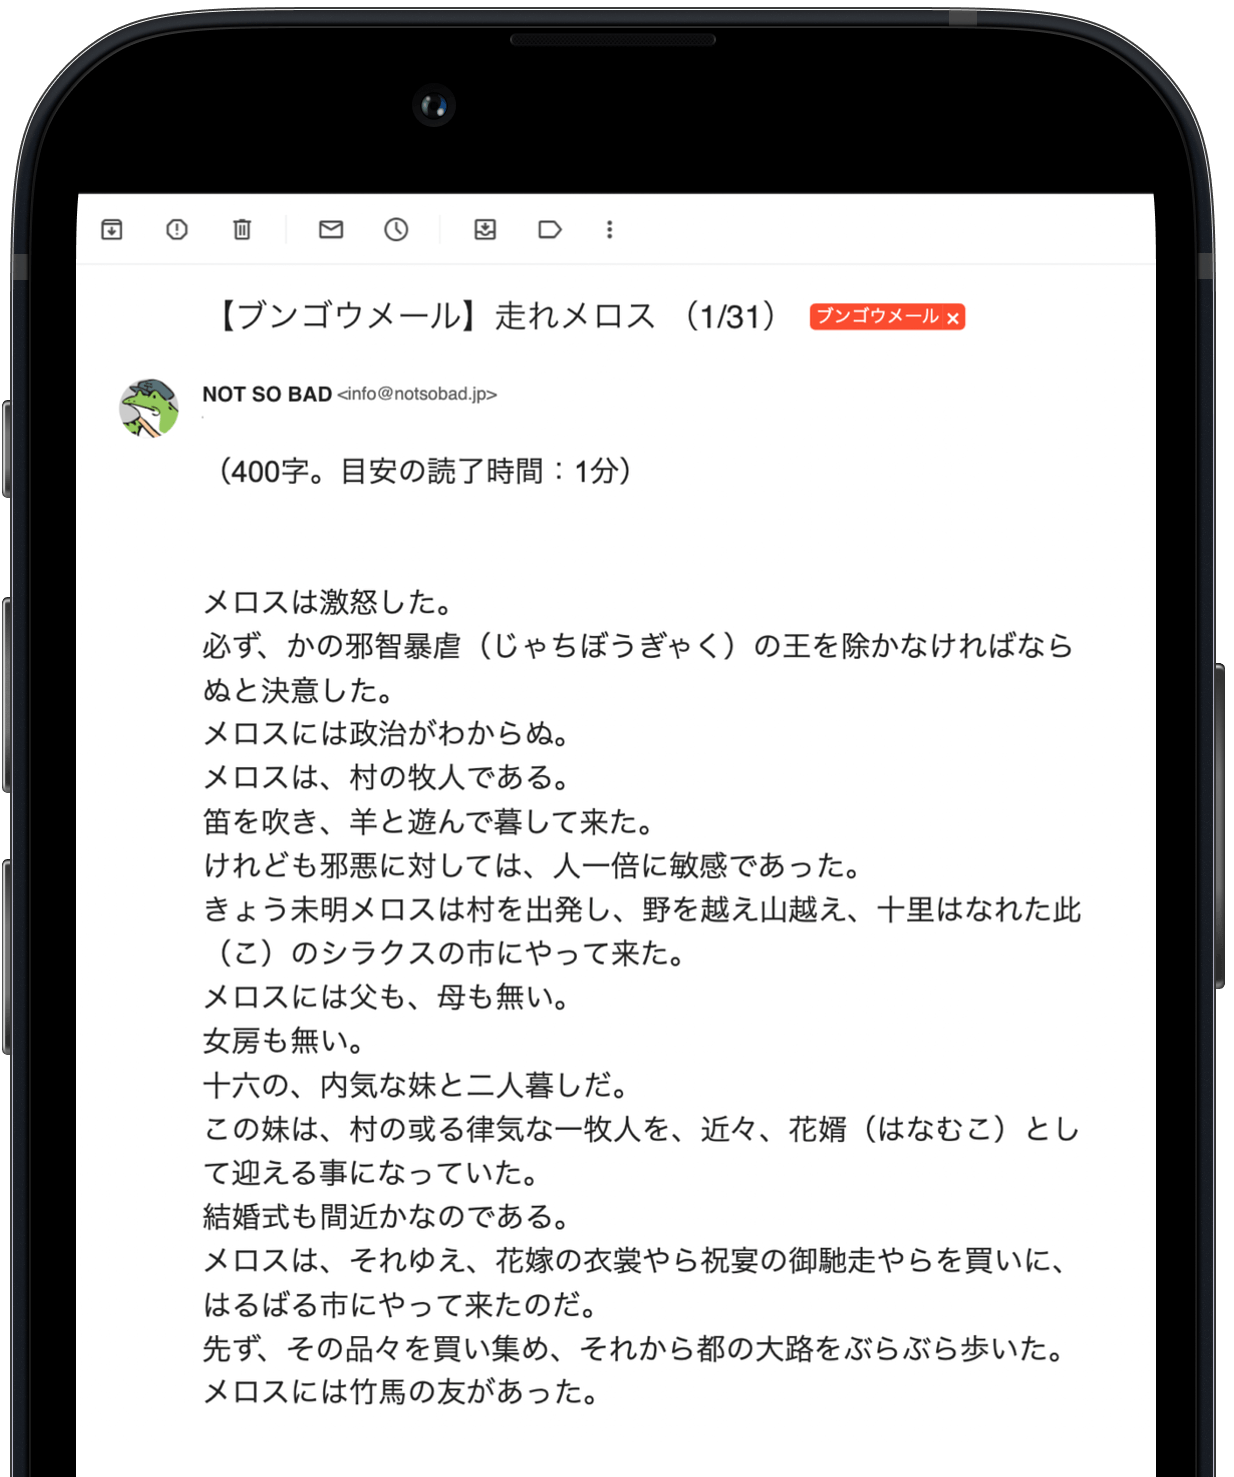 【ブンゴウメール】走れメロス （1/31） ブンゴウメール ×
NOT SO BAD <info@notsobad.jp>
（400字。目安の読了時間：1分）
メロスは激怒した。
必ず、かの邪智暴虐（じゃちぼうぎゃく）の王を除かなければなら
ぬと決意した。
メロスには政治がわからぬ。
メロスは、村の牧人である。
笛を吹き、羊と遊んで暮して来た。
けれども邪悪に対しては、人一倍に敏感であった。
きょう未明メロスは村を出発し、野を越え山越え、十里はなれた此
（こ）のシラクスの市にやって来た。
メロスには父も、母も無い。
女房も無い。
十六の、内気な妹と二人暮しだ。
この妹は、村の或る律気な一牧人を、近々、花婿（はなむこ）とし
て迎える事になっていた。
結婚式も間近かなのである。
メロスは、それゆえ、花嫁の衣裳やら祝宴の御馳走やらを買いに、
はるばる市にやって来たのだ。
先ず、その品々を買い集め、それから都の大路をぶらぶら歩いた。
メロスには竹馬の友があった。